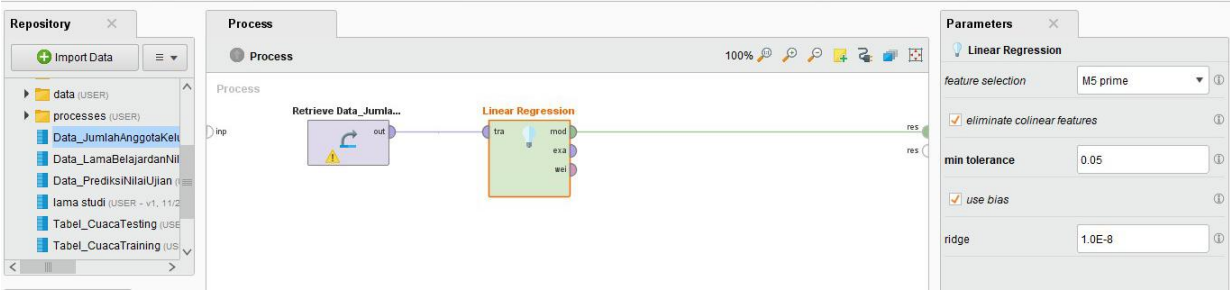 Repository
Import Data
data (USER)
processes (USER)
Data_JumlahAnggotaKelu
Data_LamaBelajardanNil
Data_PrediksiNilaiUjian
lama studi (USER - v1, 11/2
Tabel_CuacaTesting (USE
Tabel_CuacaTraining (US
Process
Process
100%
Process
inp
Retrieve Data_Jumla...
out
Linear Regression
tra
mod
exa
wei
res
res
Parameters
Linear Regression
feature selection
M5 prime
eliminate colinear features
min tolerance
0.05
use bias
ridge
1.0E-8